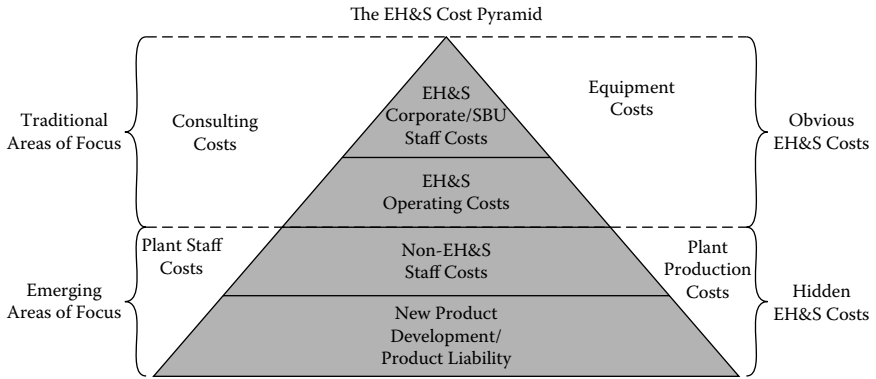 The EH&S Cost Pyramid
Traditional
Areas of Focus
Consulting
Costs
EH&S
Corporate/SBU
Staff Costs
Equipment
Costs
Obvious
EH&S Costs
EH&S
Operating Costs
Emerging
Areas of Focus
Plant Staff
Costs
Non-EH&S
Staff Costs
Plant
Production
Costs
Hidden
EH&S Costs
New Product
Development/
Product Liability